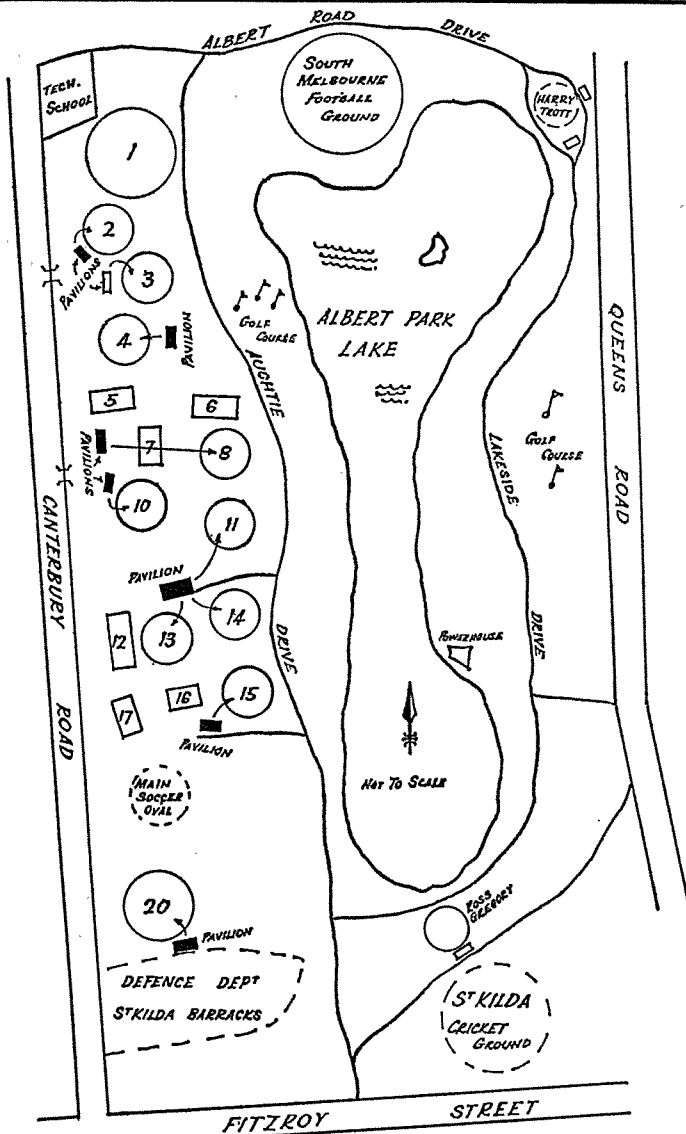 ALBERT ROAD DRIVE
TECH.
SCHOOL
SOUTH
MELBOURNE
FOOTBALL
GROUND
HARRY
TROTT
1
2
3
PAVILIONS
4
PAVILION
GOLF
COURSE
ALBERT PARK
LAKE
QUEENS
ROAD
5
6
AUGHTIE
DRIVE
7
8
PAVILIONS
GOLF
COURSE
LAKESIDE
DRIVE
10
11
CANTERBURY
ROAD
PAVILION
12
13
14
POWERHOUSE
15
16
17
PAVILION
NOT TO SCALE
MAIN
SOCCER
OVAL
20
PAVILION
ROSS
GREGORY
DEFENCE DEPT
ST KILDA BARRACKS
ST KILDA
CRICKET
GROUND
FITZROY STREET